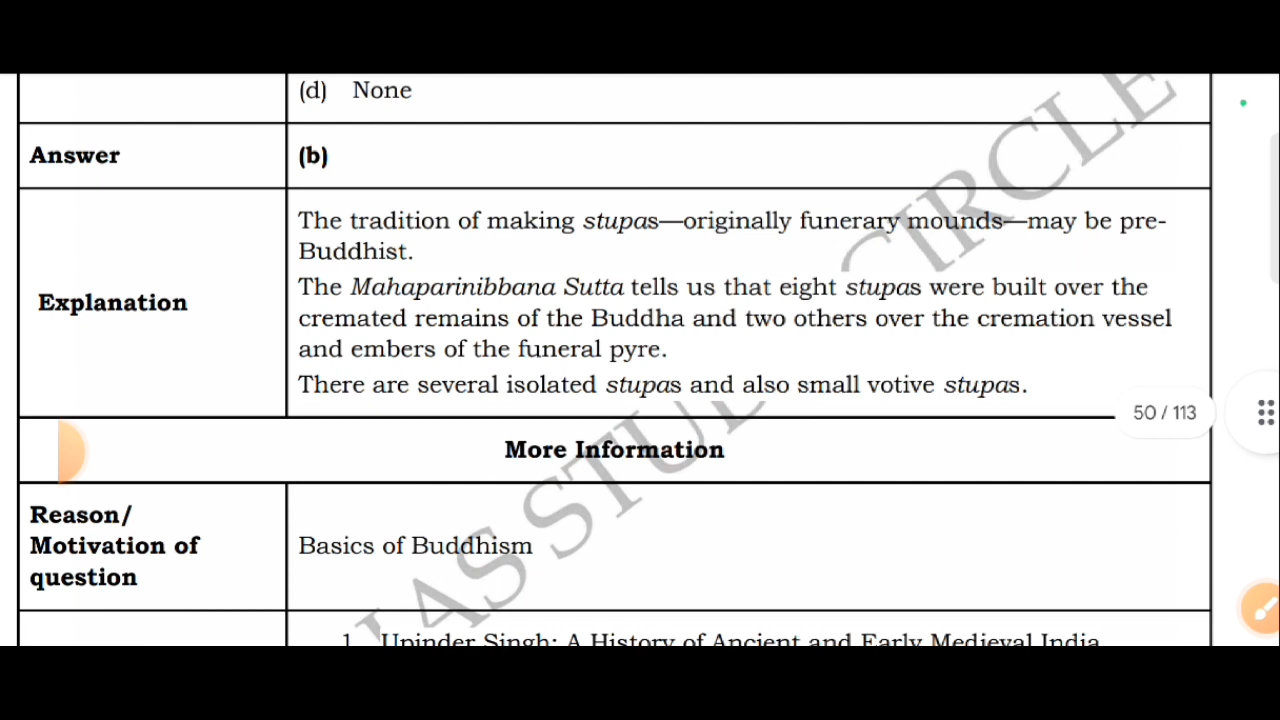 (d) None
Answer
(b)
The tradition of making stupas—originally funerary mounds—may be pre-
Buddhist.
Explanation
The Mahaparinibbana Sutta tells us that eight stupas were built over the
cremated remains of the Buddha and two others over the cremation vessel
and embers of the funeral pyre.
There are several isolated stupas and also small votive stupas.
50 / 113
More Information
Reason/
Motivation of
question
Basics of Buddhism
1. Upinder Singh: A History of Ancient and Early Medieval India
IAS STUDY CIRCLE